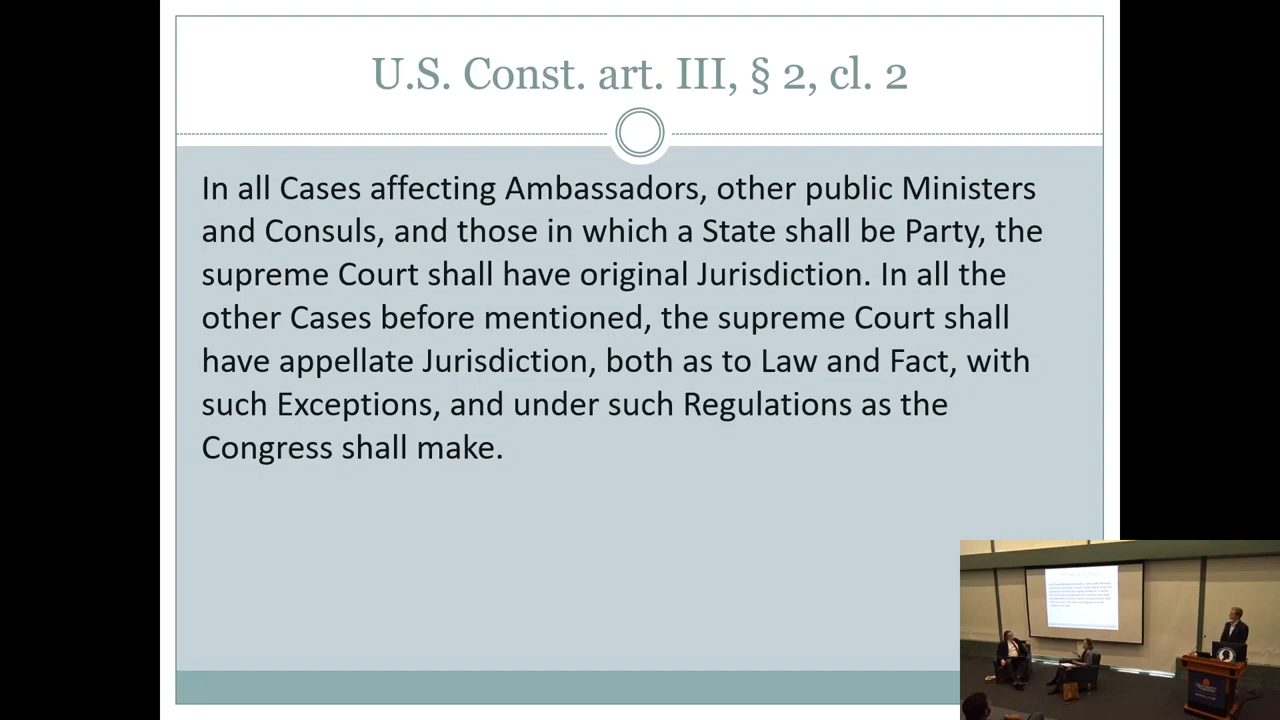 U.S. Const. art. III, § 2, cl. 2
In all Cases affecting Ambassadors, other public Ministers
and Consuls, and those in which a State shall be Party, the
supreme Court shall have original Jurisdiction. In all the
other Cases before mentioned, the supreme Court shall
have appellate Jurisdiction, both as to Law and Fact, with
such Exceptions, and under such Regulations as the
Congress shall make.